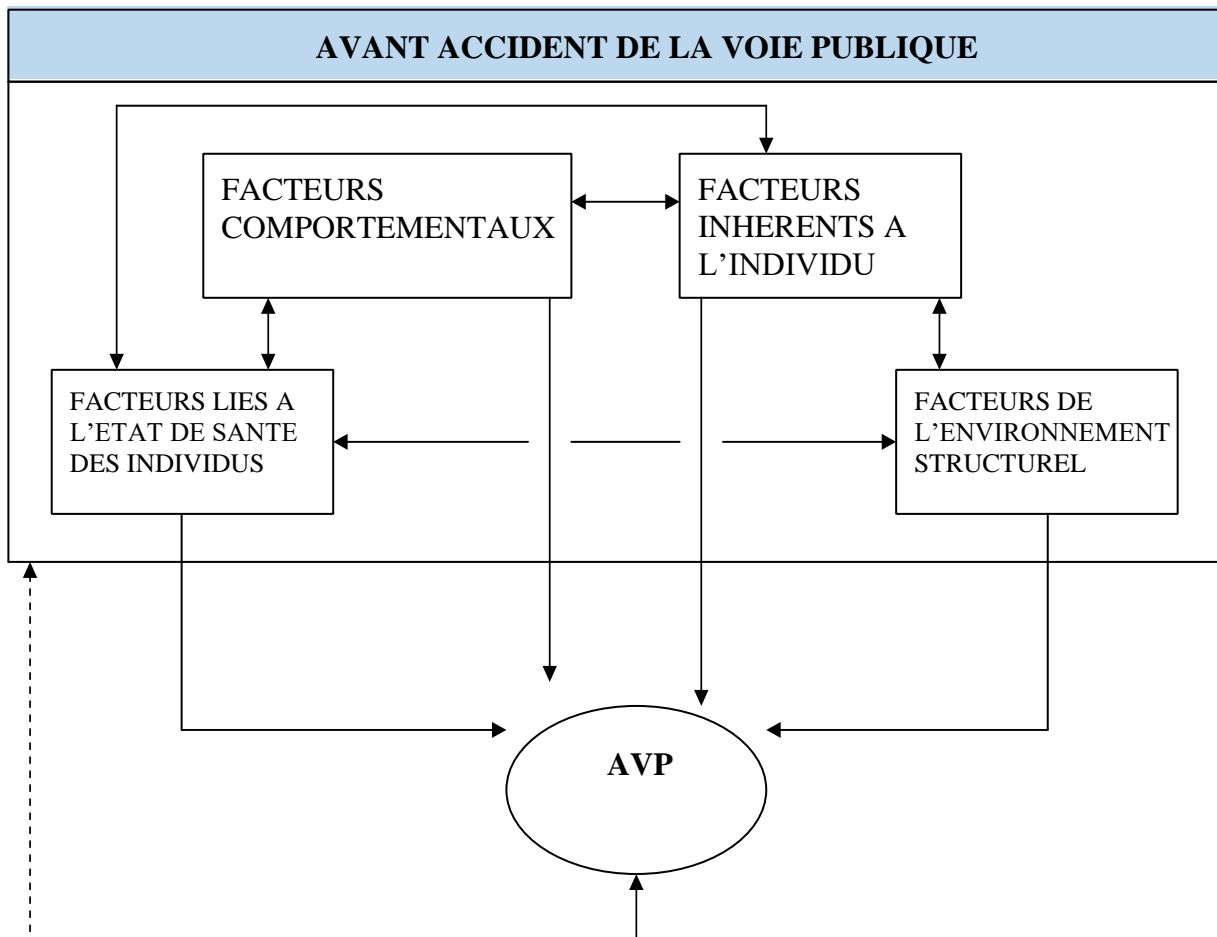 AVANT ACCIDENT DE LA VOIE PUBLIQUE
FACTEURS
COMPORTEMENTAUX
FACTEURS
INHERENTS A
L’INDIVIDU
FACTEURS LIES A
L’ETAT DE SANTE
DES INDIVIDUS
FACTEURS DE
L’ENVIRONNEMENT
STRUCTUREL
AVP